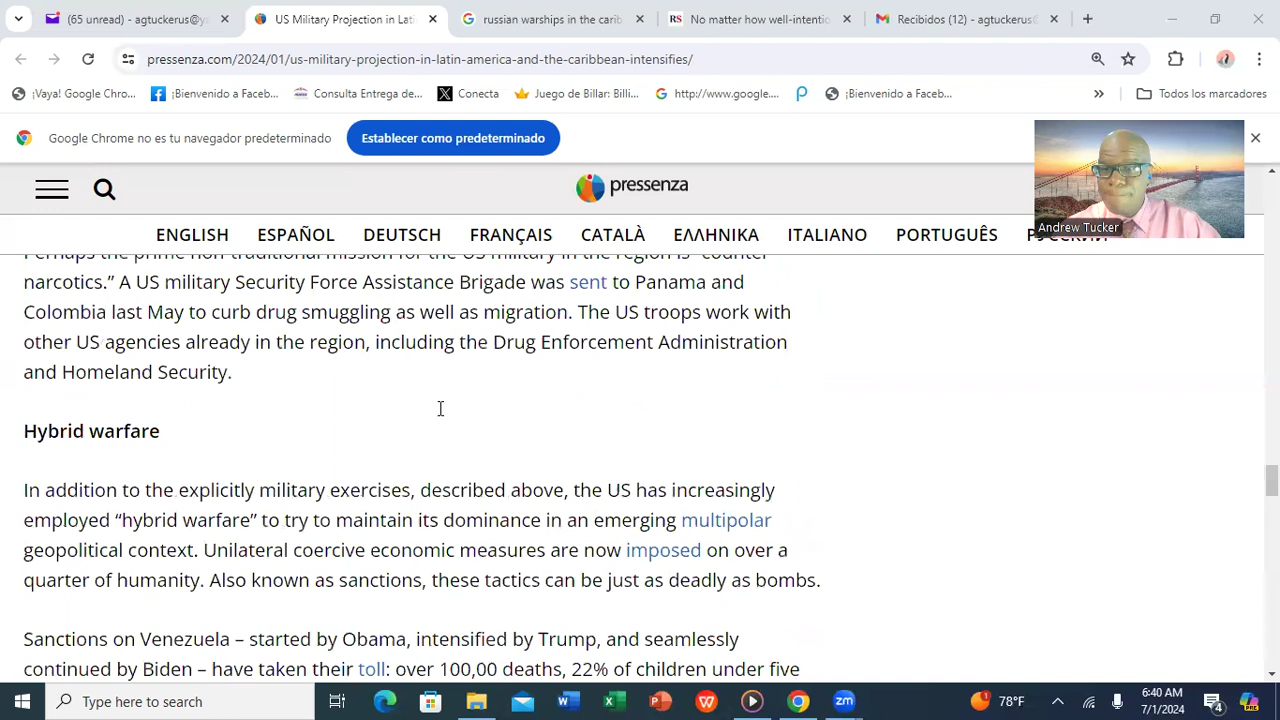 (65 unread) - agtuckerus@y
US Military Projection in Lati
russian warships in the carib
RS
No matter how well-intentio
Recibidos (12) - agtuckerus@
pressenza.com/2024/01/us-military-projection-in-latin-america-and-the-caribbean-intensifies/
¡Vaya! Google Chro...
¡Bienvenido a Faceb...
Consulta Entrega de...
Conecta
Juego de Billar: Billi...
http://www.google....
¡Bienvenido a Faceb...
»
Todos los marcadores
Google Chrome no es tu navegador predeterminado
Establecer como predeterminado
pressenza
Andrew Tucker
ENGLISH ESPAÑOL DEUTSCH FRANÇAIS CATALÀ ΕΛΛΗΝΙΚΑ ITALIANO PORTUGUÊS
Perhaps the prime non-traditional mission for the US military in the region is "counter
narcotics.” A US military Security Force Assistance Brigade was sent to Panama and
Colombia last May to curb drug smuggling as well as migration. The US troops work with
other US agencies already in the region, including the Drug Enforcement Administration
and Homeland Security.
Hybrid warfare
In addition to the explicitly military exercises, described above, the US has increasingly
employed “hybrid warfare” to try to maintain its dominance in an emerging multipolar
geopolitical context. Unilateral coercive economic measures are now imposed on over a
quarter of humanity. Also known as sanctions, these tactics can be just as deadly as bombs.
Sanctions on Venezuela – started by Obama, intensified by Trump, and seamlessly
continued by Biden – have taken their toll: over 100,00 deaths, 22% of children under five
Type here to search
1
78°F
6:40 AM
7/1/2024
4